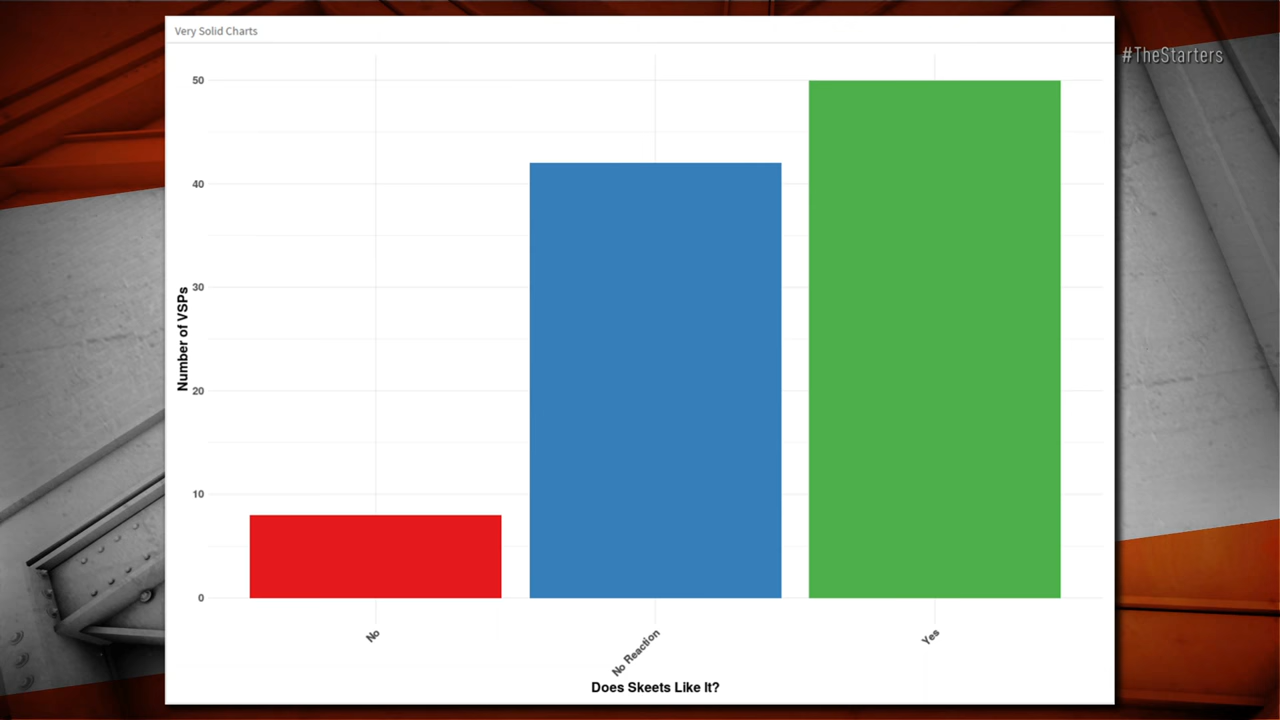 Very Solid Charts
#TheStarters
50
40
30
20
10
0
Number of VSPs
No
No Reaction
Yes
Does Skeets Like It?